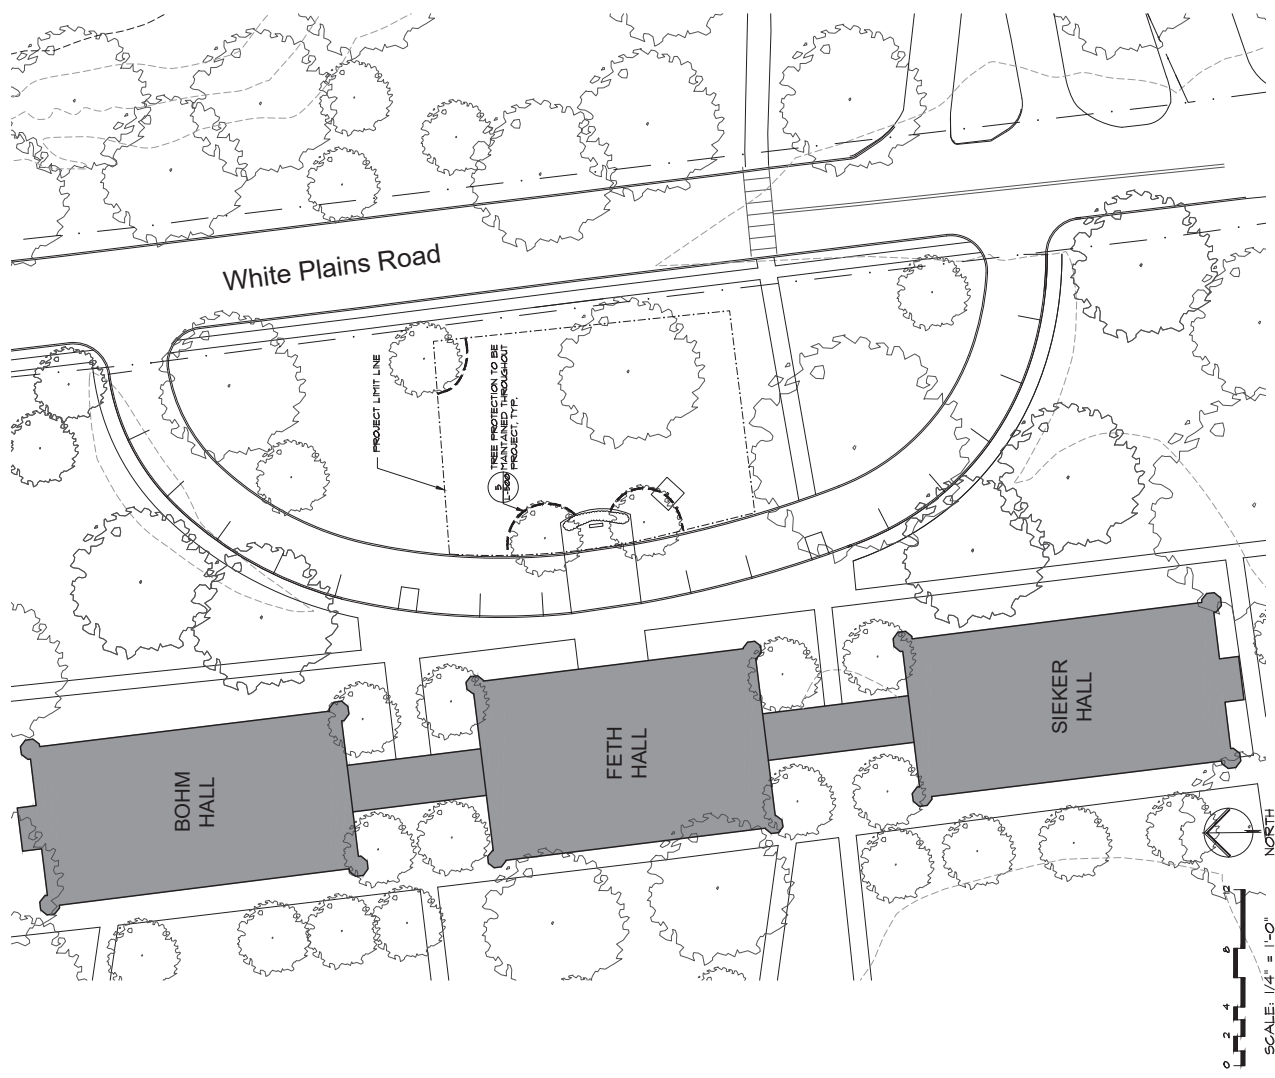 White Plains Road
PROJECT LIMIT LINE
TREE PROTECTION TO BE
MAINTAINED THROUGHOUT
PROJECT, TYP.
5
L-500
BOHM
HALL
FETH
HALL
SIEKER
HALL
NORTH
0 2 4 8 12
SCALE: 1/4" = 1'-0"